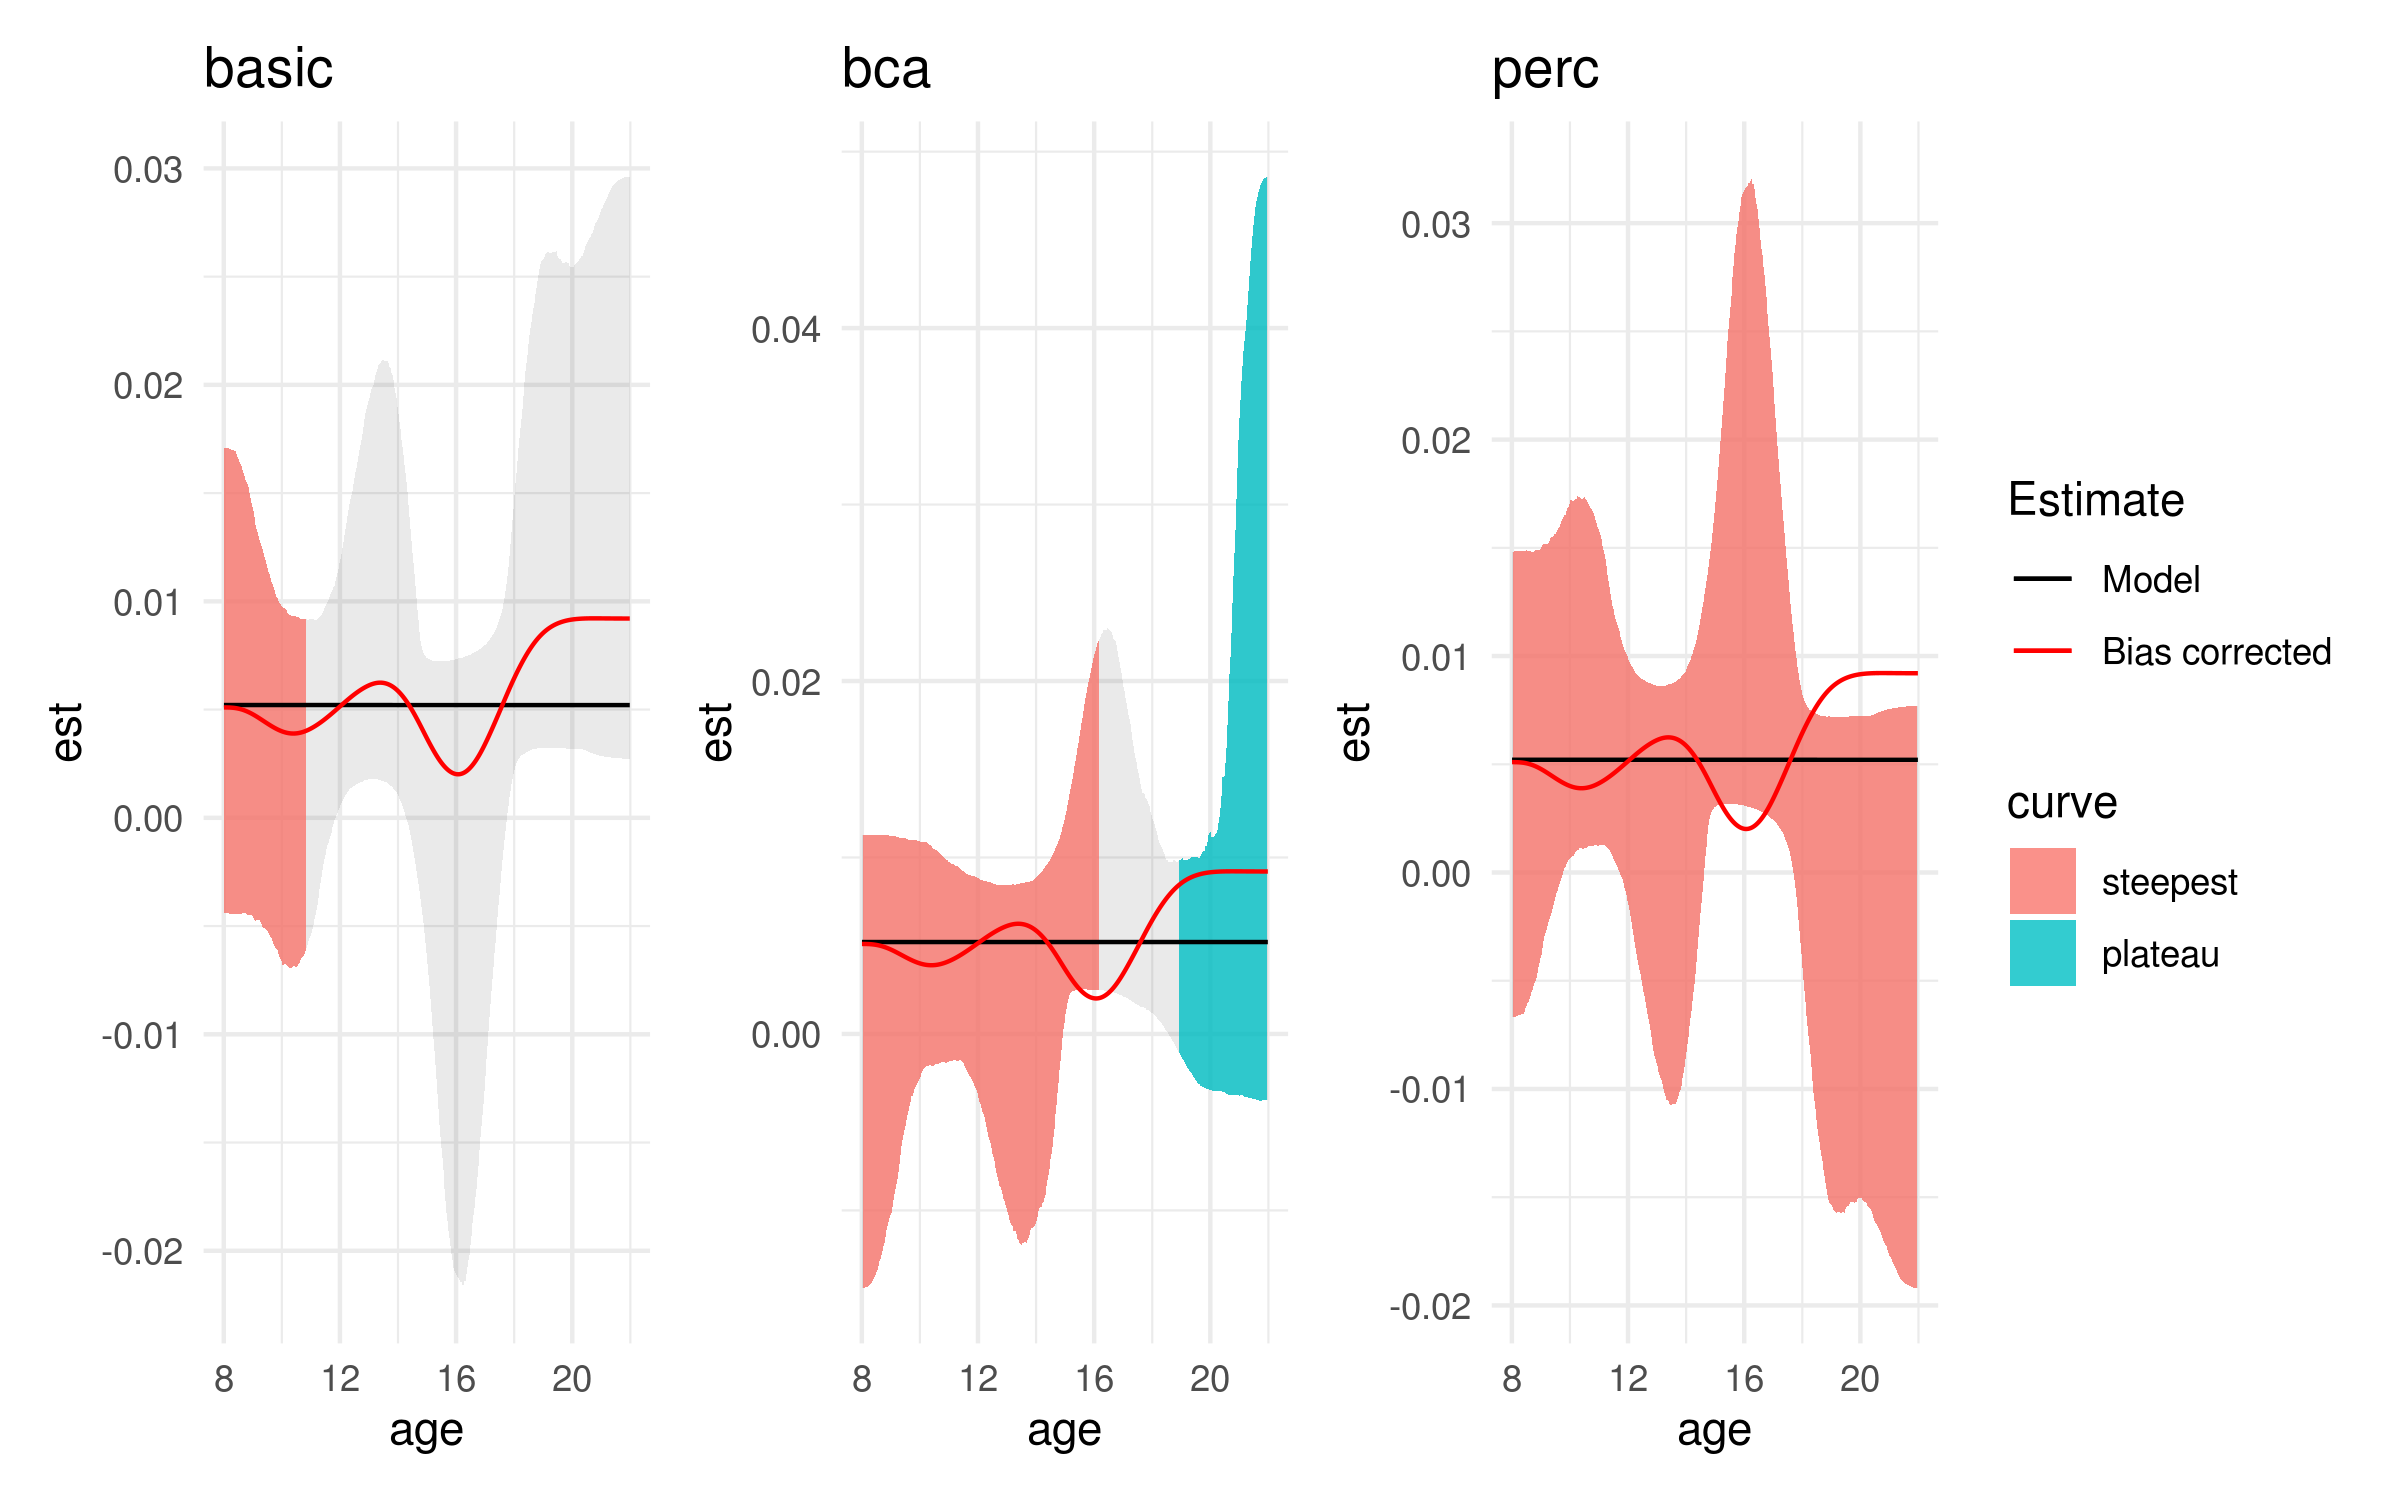 basic
bca
perc
0.03
0.02
0.01
0.00
-0.01
-0.02
est
8 12 16 20
age
0.04
0.02
0.00
est
8 12 16 20
age
0.03
0.02
0.01
0.00
-0.01
-0.02
est
8 12 16 20
age
Estimate
Model
Bias corrected
curve
steepest
plateau